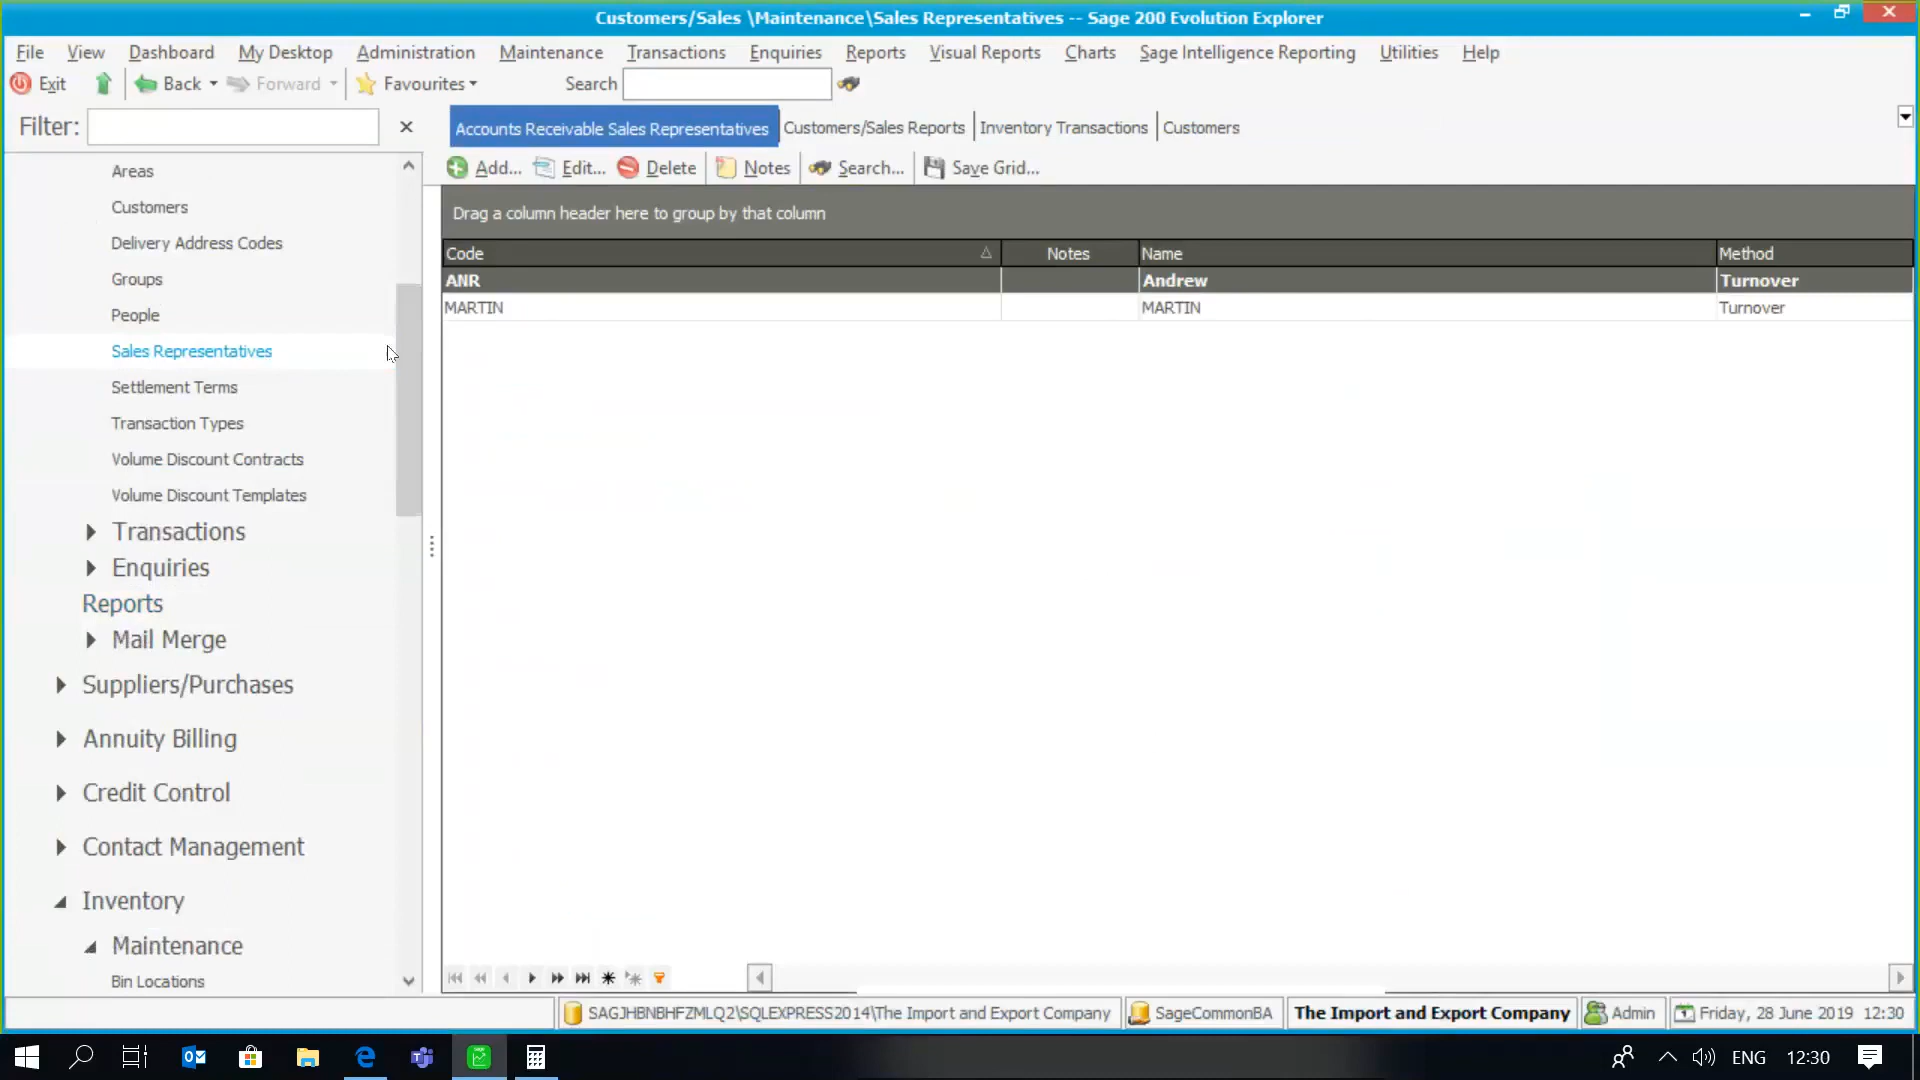 Customers/Sales \Maintenance\Sales Representatives -- Sage 200 Evolution Explorer
File View Dashboard My Desktop Administration Maintenance Transactions Enquiries Reports Visual Reports Charts Sage Intelligence Reporting Utilities Help
Exit Back Forward Favourites Search
Filter:
Accounts Receivable Sales Representatives Customers/Sales Reports Inventory Transactions Customers
Add... Edit... Delete Notes Search... Save Grid...
Drag a column header here to group by that column
Code Notes Name Method
ANR Andrew Turnover
MARTIN MARTIN Turnover
Areas
Customers
Delivery Address Codes
Groups
People
Sales Representatives
Settlement Terms
Transaction Types
Volume Discount Contracts
Volume Discount Templates
Transactions
Enquiries
Reports
Mail Merge
Suppliers/Purchases
Annuity Billing
Credit Control
Contact Management
Inventory
Maintenance
Bin Locations
SAGJHBNBHFZMLQ2\SQLEXPRESS2014\The Import and Export Company SageCommonBA The Import and Export Company Admin Friday, 28 June 2019 12:30
ENG 12:30